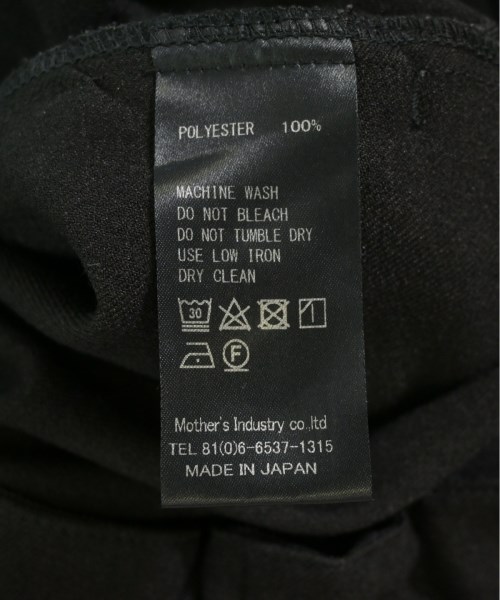 POLYESTER 100%
MACHINE WASH
DO NOT BLEACH
DO NOT TUMBLE DRY
USE LOW IRON
DRY CLEAN
30
F
Mother's Industry co.,ltd
TEL 81(0)6-6537-1315
MADE IN JAPAN